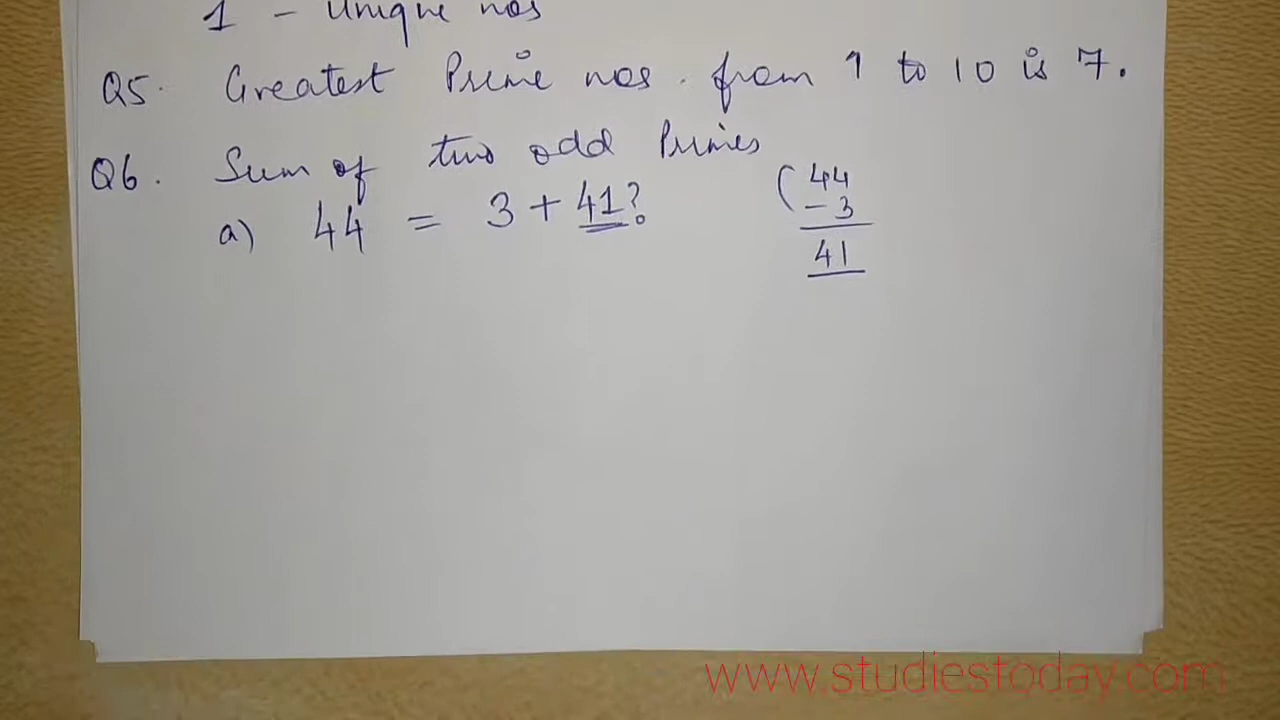 1 - Unique nos
Q5. Greatest Prime nos. from 1 to 10 is 7.
Q6. Sum of two odd Primes
a) 44 = 3 + 41?
(44
- 3
41
www.studiestoday.com